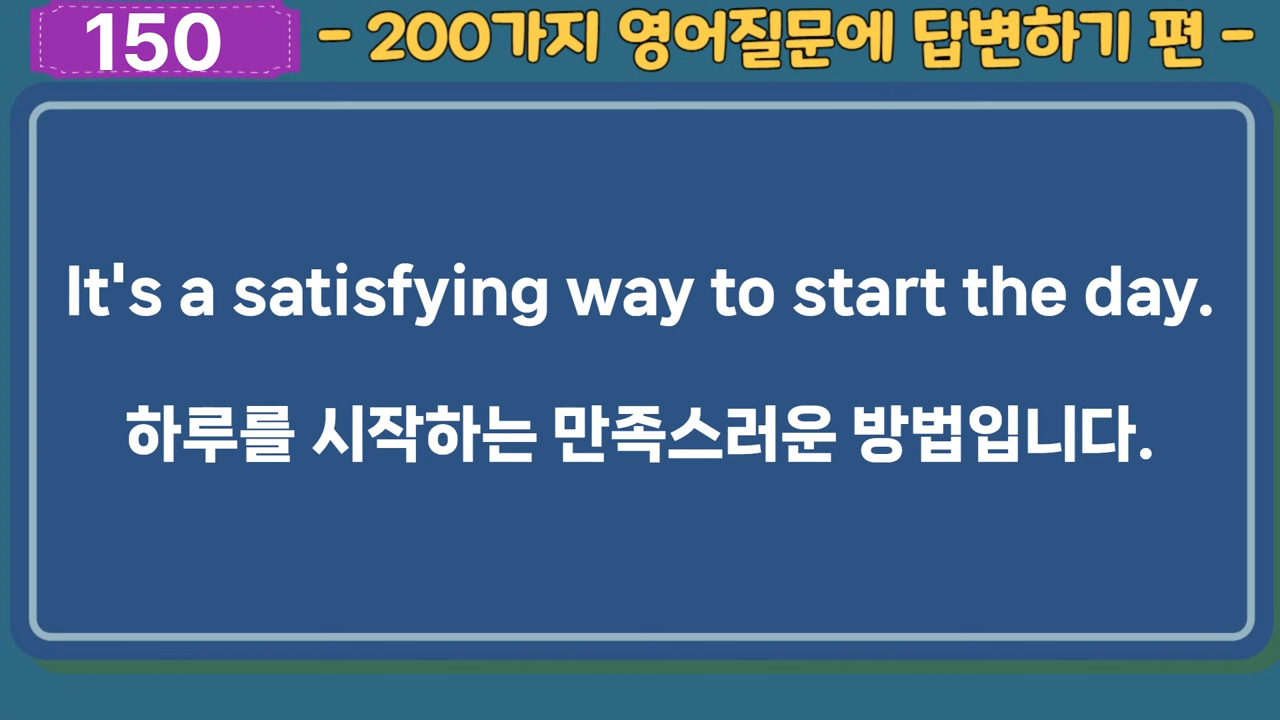 150
- 200가지 영어질문에 답변하기 편 -
It's a satisfying way to start the day.
하루를 시작하는 만족스러운 방법입니다.